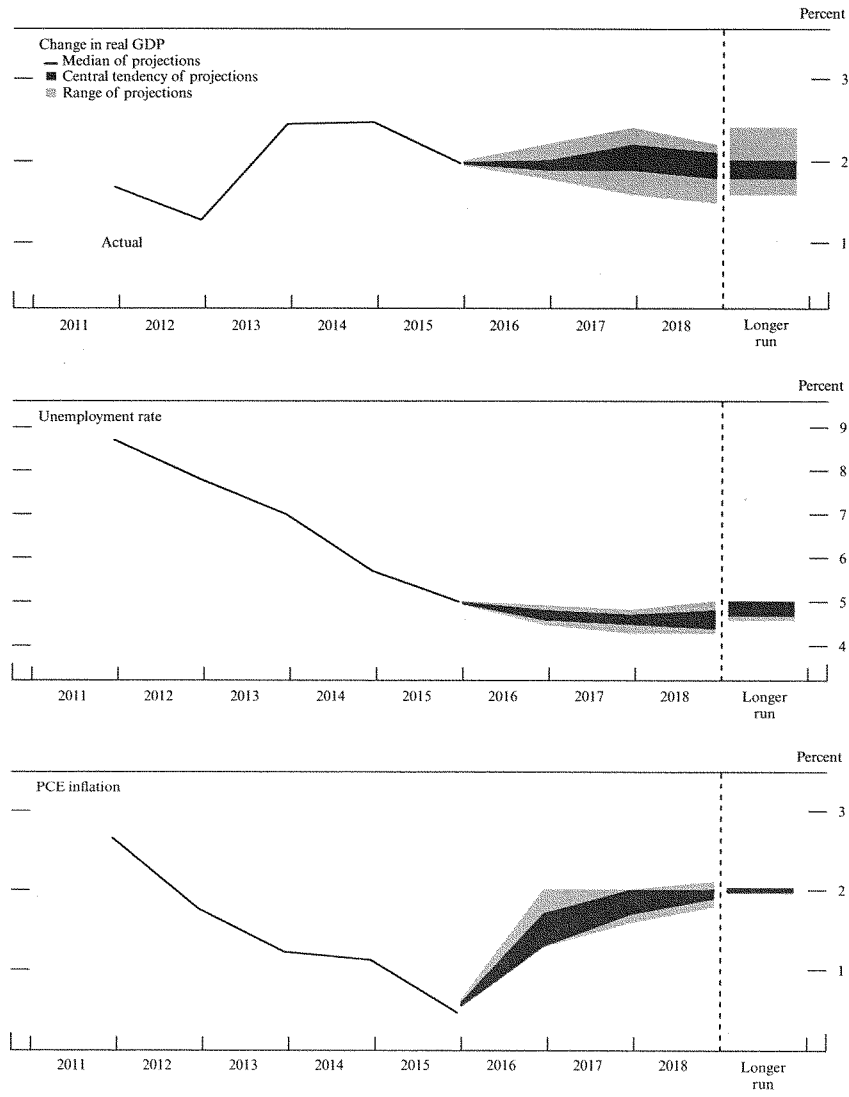 Percent
Change in real GDP
Median of projections
Central tendency of projections
Range of projections
3
2
1
Actual
2011 2012 2013 2014 2015 2016 2017 2018 Longer
run
Percent
Unemployment rate
9
8
7
6
5
4
2011 2012 2013 2014 2015 2016 2017 2018 Longer
run
Percent
PCE inflation
3
2
1
2011 2012 2013 2014 2015 2016 2017 2018 Longer
run